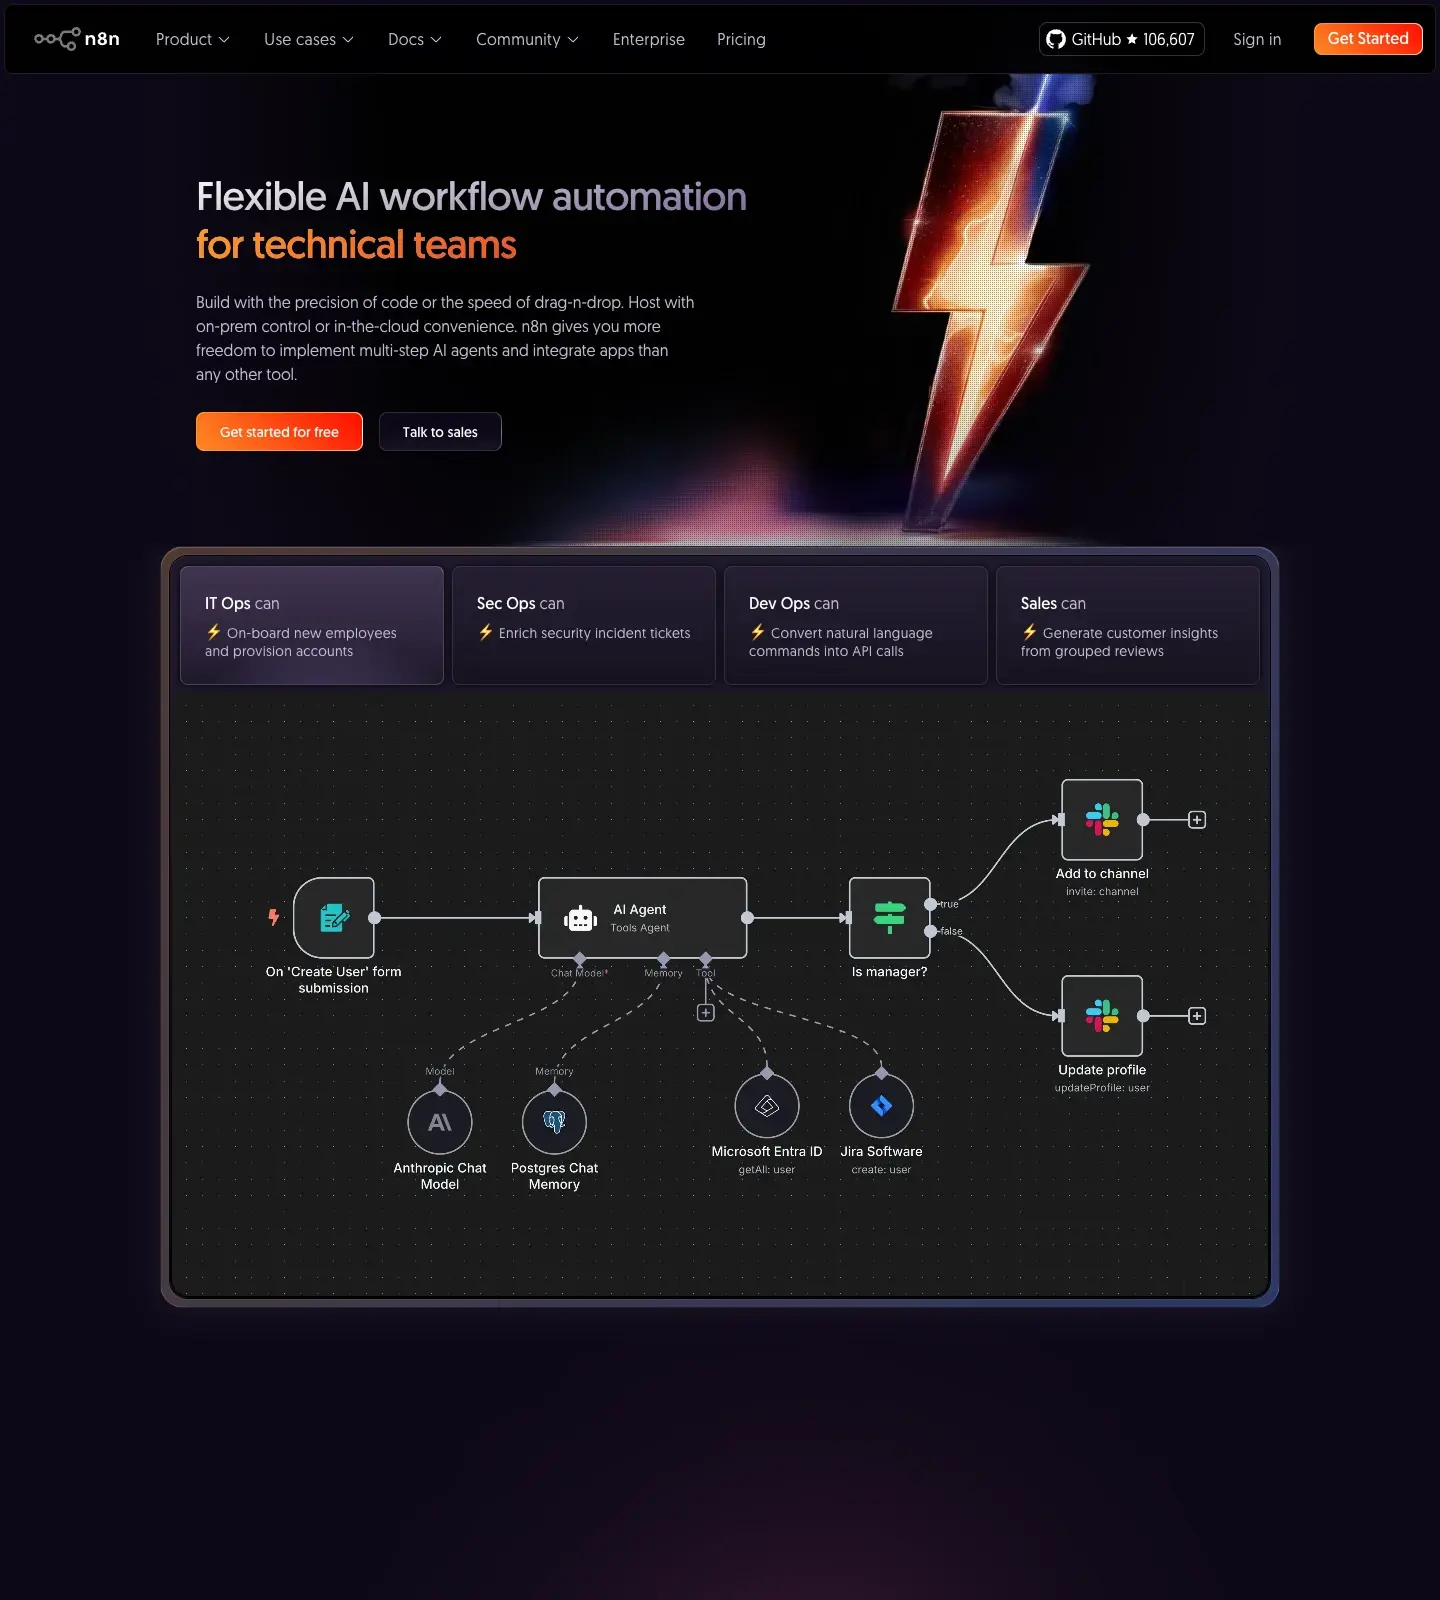 n8n
Product
Use cases
Docs
Community
Enterprise
Pricing
GitHub ★ 106,607
Sign in
Get Started
Flexible AI workflow automation
for technical teams
Build with the precision of code or the speed of drag-n-drop. Host with
on-prem control or in-the-cloud convenience. n8n gives you more
freedom to implement multi-step AI agents and integrate apps than
any other tool.
Get started for free
Talk to sales
IT Ops can
⚡ On-board new employees
and provision accounts
Sec Ops can
⚡ Enrich security incident tickets
Dev Ops can
⚡ Convert natural language
commands into API calls
Sales can
⚡ Generate customer insights
from grouped reviews
On 'Create User' form
submission
AI Agent
Tools Agent
Chat Model*
Memory
Tool
Is manager?
true
false
Add to channel
invite: channel
Update profile
updateProfile: user
Model
Anthropic Chat
Model
Memory
Postgres Chat
Memory
Microsoft Entra ID
getAll: user
Jira Software
create: user